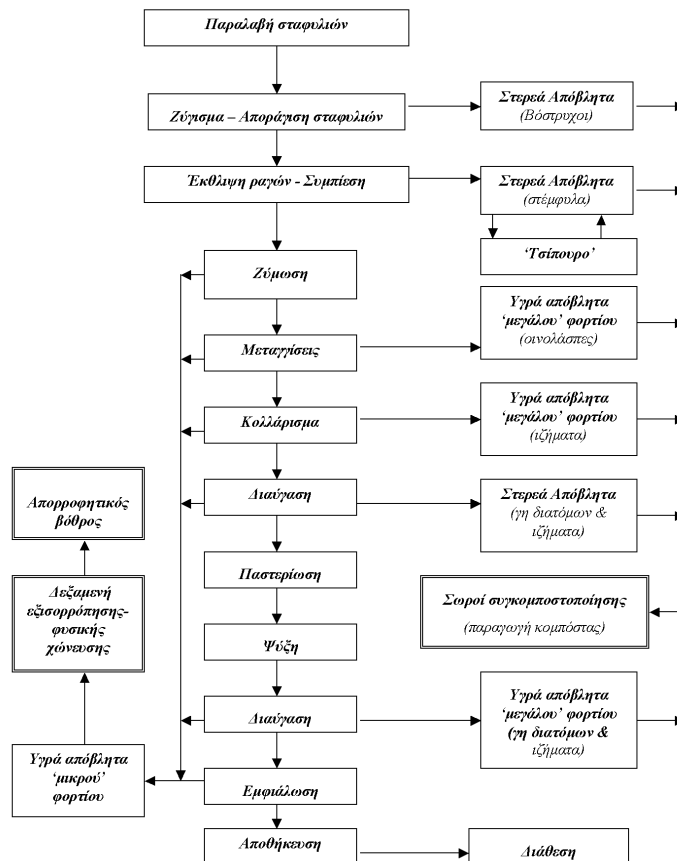 Παραλαβή σταφυλιών
Ζύγισμα – Αποράγιση σταφυλιών
Στερεά Απόβλητα
(Βόστρυχοι)
Έκθλιψη ραγών - Συμπίεση
Στερεά Απόβλητα
(στέμφυλα)
‘Τσίπουρο’
Ζύμωση
Υγρά απόβλητα
‘μεγάλου’ φορτίου
(οινολάσπες)
Μεταγγίσεις
Κολλάρισμα
Υγρά απόβλητα
‘μεγάλου’ φορτίου
(ιζήματα)
Διαύγαση
Στερεά Απόβλητα
(γη διατόμων &
ιζήματα)
Απορροφητικός
βόθρος
Παστερίωση
Δεξαμενή
εξισορρόπησης-
φυσικής
χώνευσης
Σωροί συγκομποστοποίησης
(παραγωγή κομπόστας)
Ψύξη
Διαύγαση
Υγρά απόβλητα
‘μεγάλου’ φορτίου
(γη διατόμων &
ιζήματα)
Υγρά απόβλητα
‘μικρού’
φορτίου
Εμφιάλωση
Αποθήκευση
Διάθεση